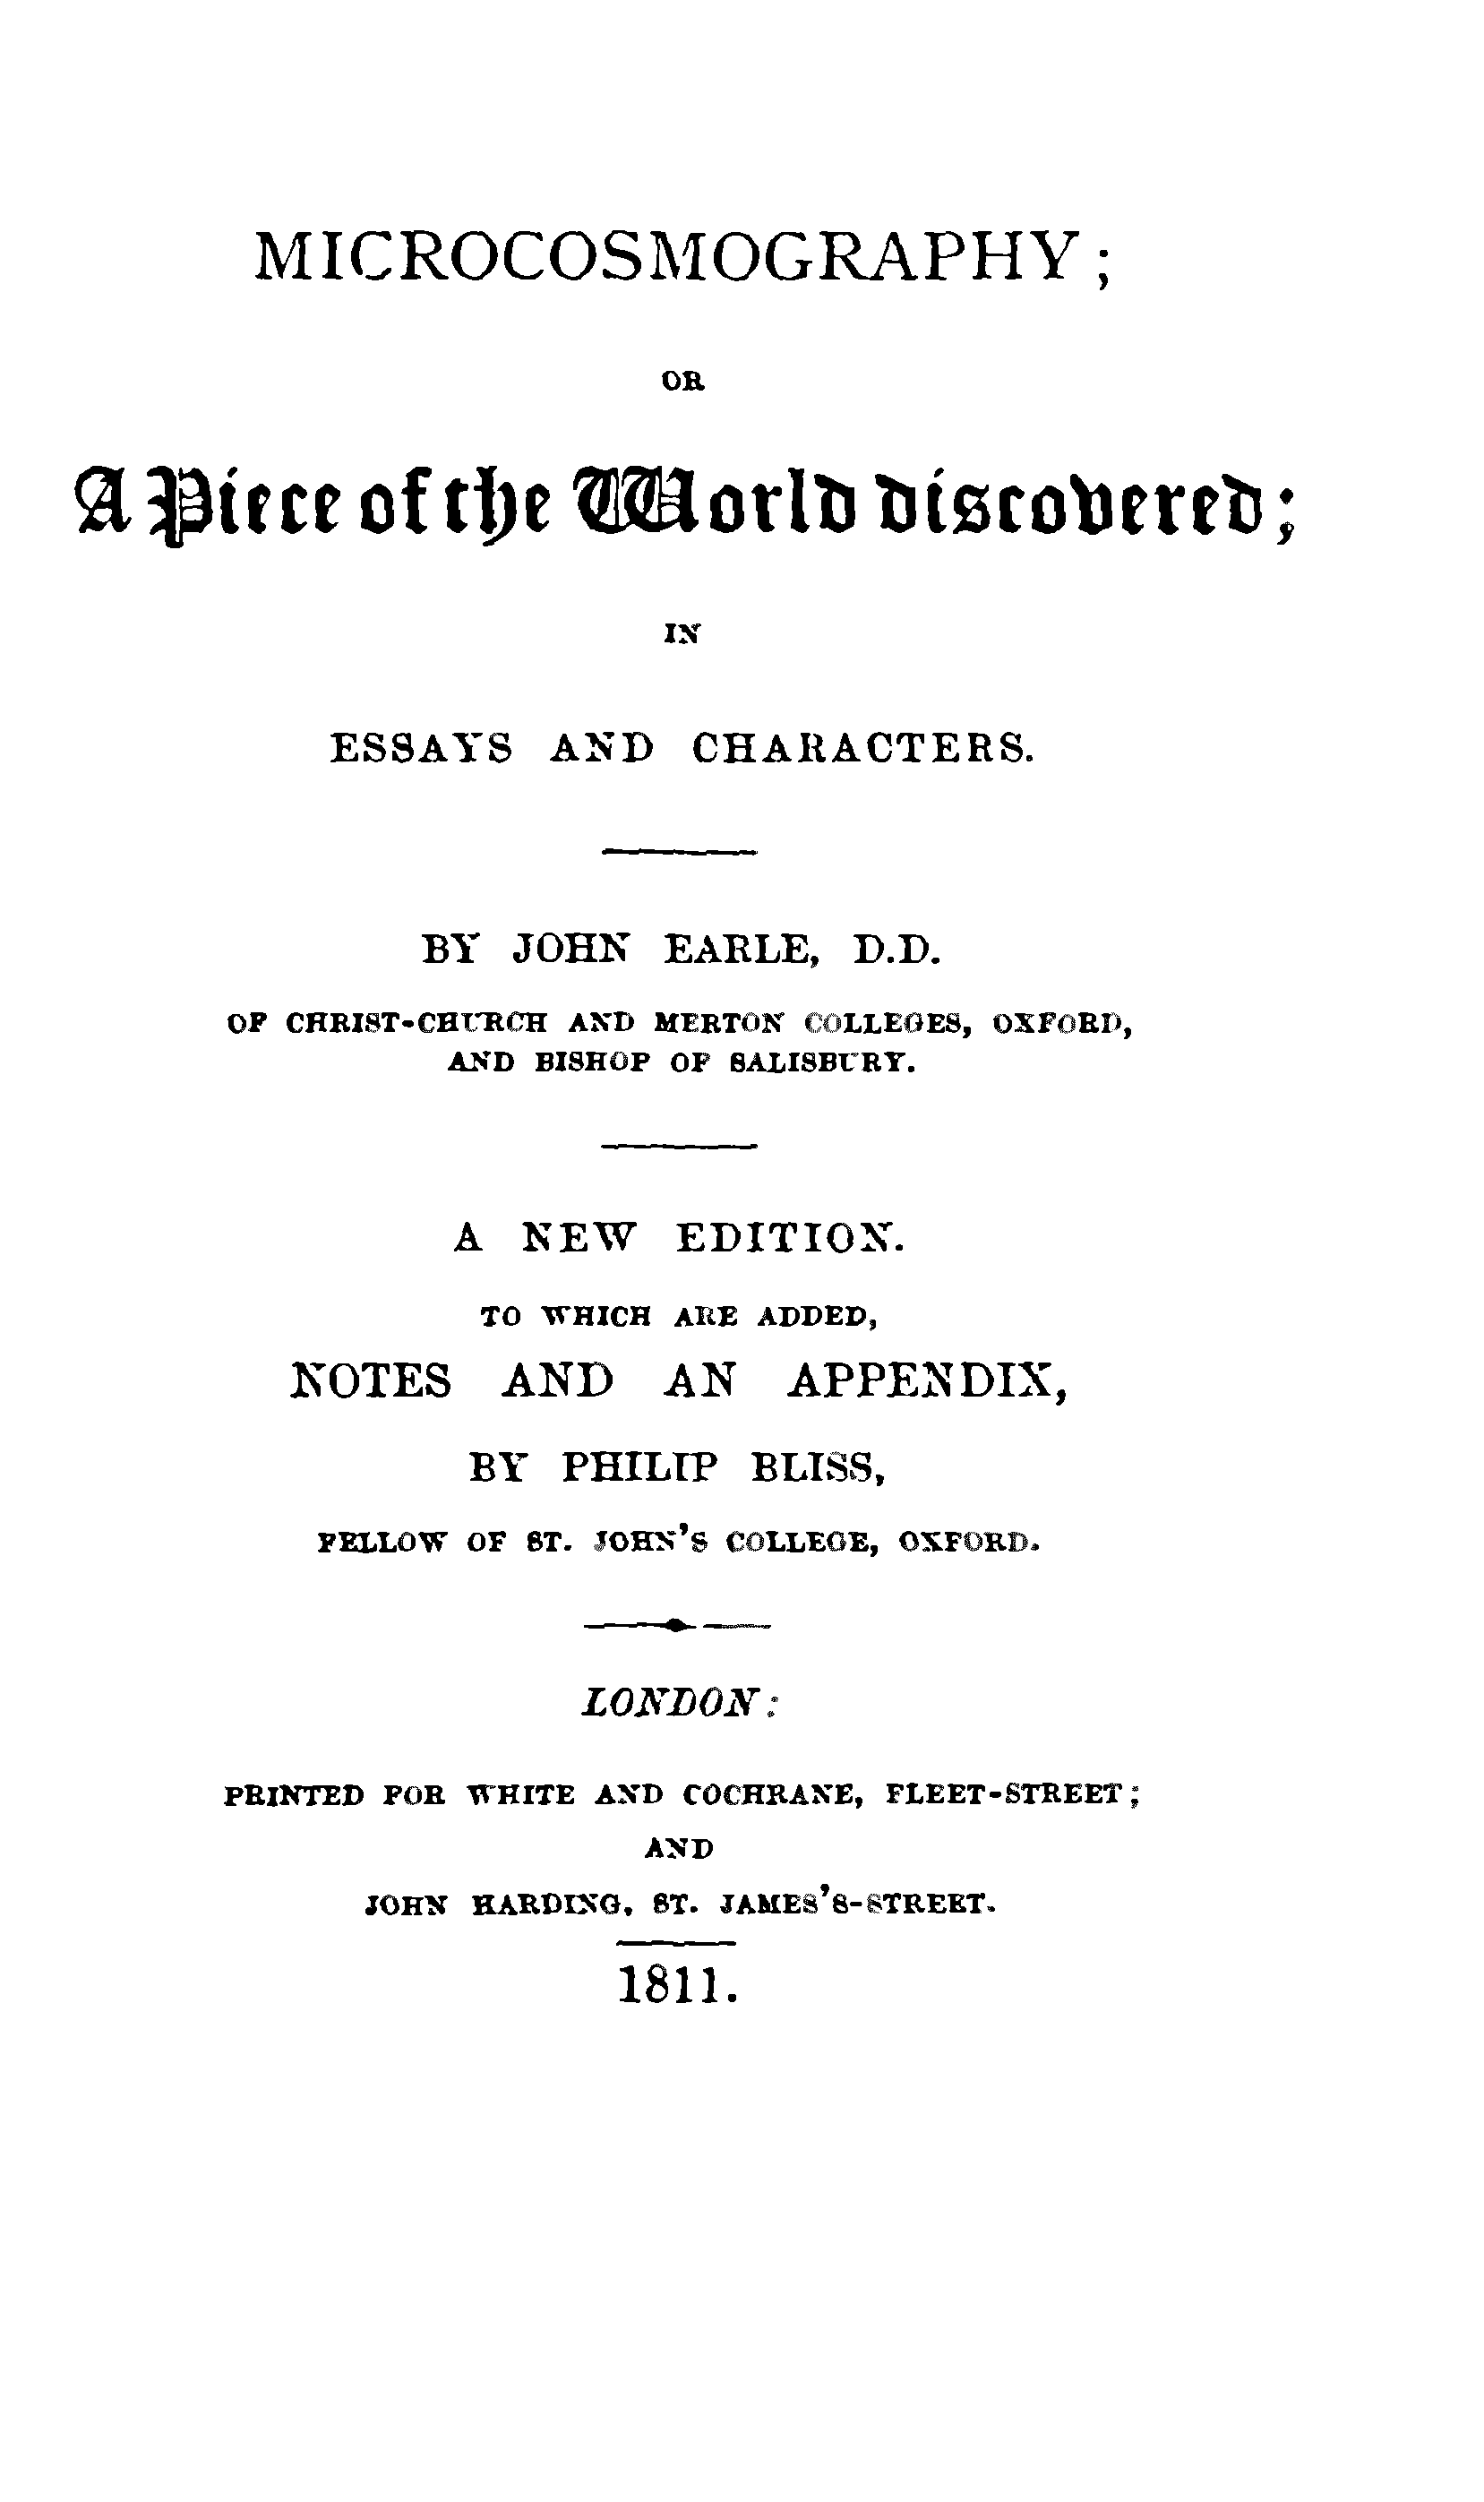 MICROCOSMOGRAPHY;
OR
A Piece of the World discovered;
IN
ESSAYS AND CHARACTERS.
BY JOHN EARLE, D.D.
OF CHRIST-CHURCH AND MERTON COLLEGES, OXFORD,
AND BISHOP OF SALISBURY.
A NEW EDITION.
TO WHICH ARE ADDED,
NOTES AND AN APPENDIX,
BY PHILIP BLISS,
FELLOW OF ST. JOHN'S COLLEGE, OXFORD.
LONDON:
PRINTED FOR WHITE AND COCHRANE, FLEET-STREET;
AND
JOHN HARDING, ST. JAMES'S-STREET.
1811.